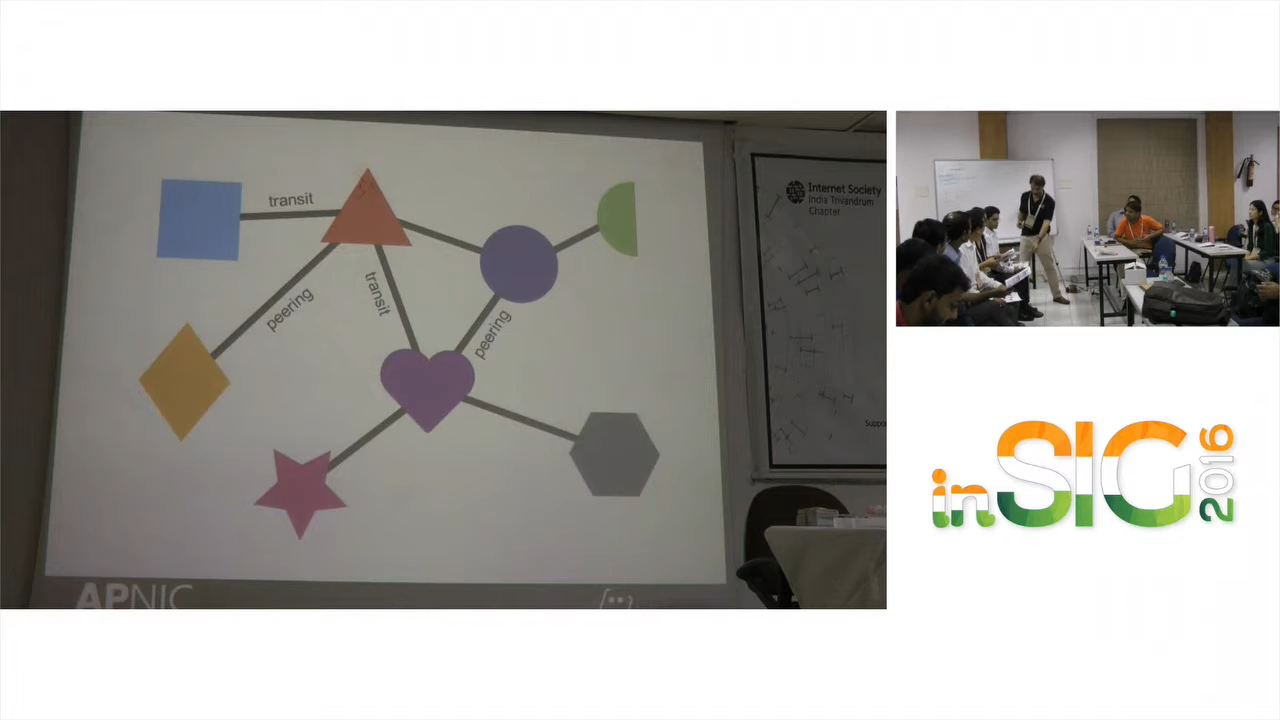 transit
peering
transit
peering
APNIC
Internet Society
India Trivandrum
Chapter
inSIG
2016